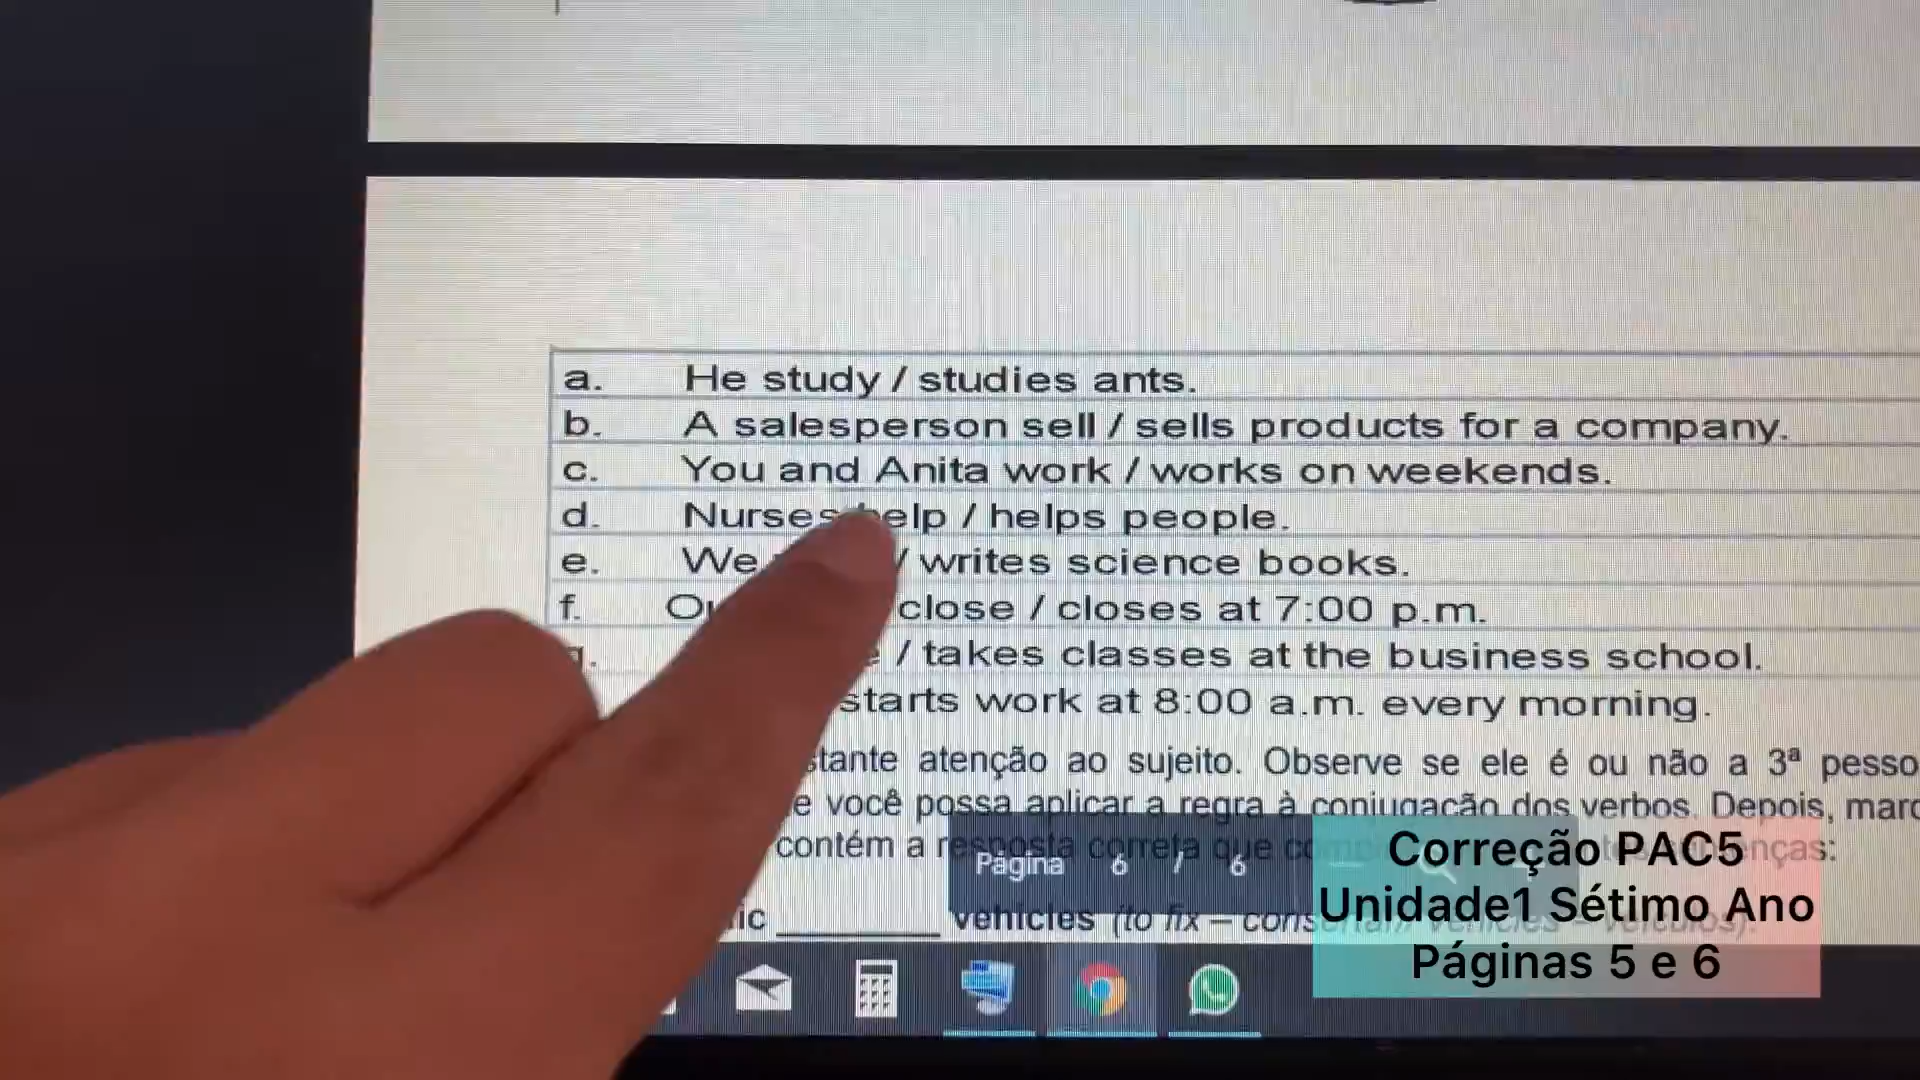 a. He study / studies ants.
b. A salesperson sell / sells products for a company.
c. You and Anita work / works on weekends.
d. Nurses help / helps people.
e. We / writes science books.
f. close / closes at 7:00 p.m.
/ takes classes at the business school.
starts work at 8:00 a.m. every morning.
atenção ao sujeito. Observe se ele é ou não a 3ª
você possa aplicar a regra à conjugação dos verbos. Depois,
contém a resposta correta que
Página 6 / 6
vehicles (to fix –
Correção PAC5
Unidade1 Sétimo Ano
Páginas 5 e 6